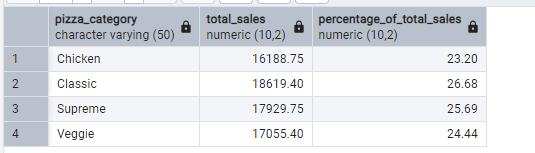 pizza_category total_sales percentage_of_total_sales
character varying (50) numeric (10,2) numeric (10,2)
1 Chicken 16188.75 23.20
2 Classic 18619.40 26.68
3 Supreme 17929.75 25.69
4 Veggie 17055.40 24.44